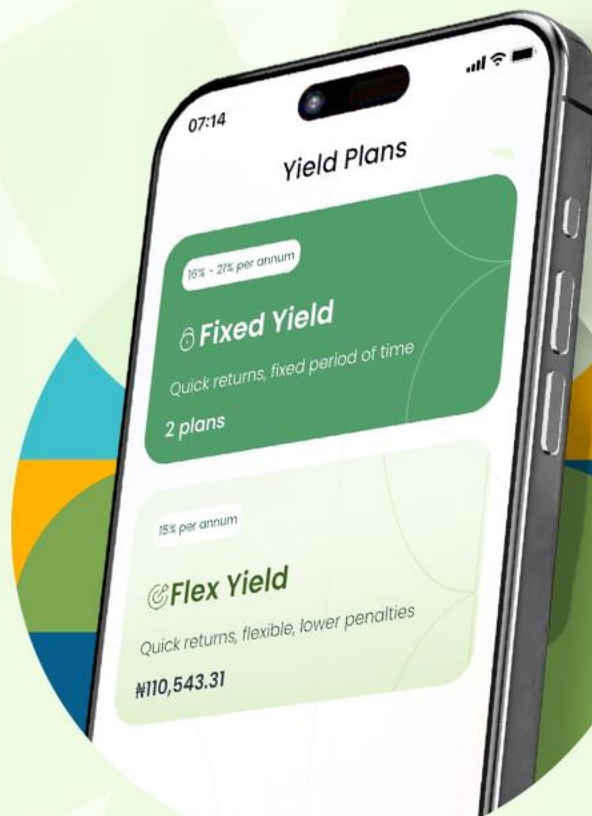 07:14
Yield Plans
16% - 21% per annum
Fixed Yield
Quick returns, fixed period of time
2 plans
15% per annum
Flex Yield
Quick returns, flexible, lower penalties
₦110,543.31